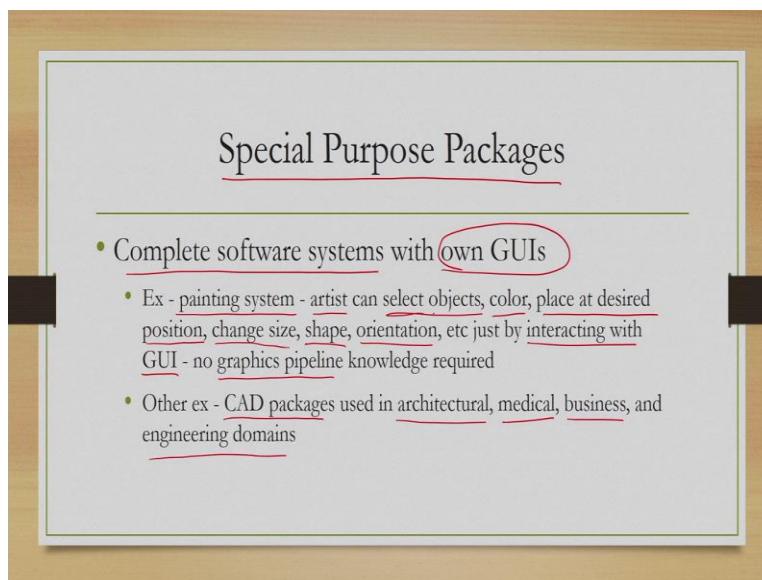 Special Purpose Packages
• Complete software systems with own GUIs
• Ex - painting system - artist can select objects, color, place at desired
position, change size, shape, orientation, etc just by interacting with
GUI - no graphics pipeline knowledge required
• Other ex - CAD packages used in architectural, medical, business, and
engineering domains